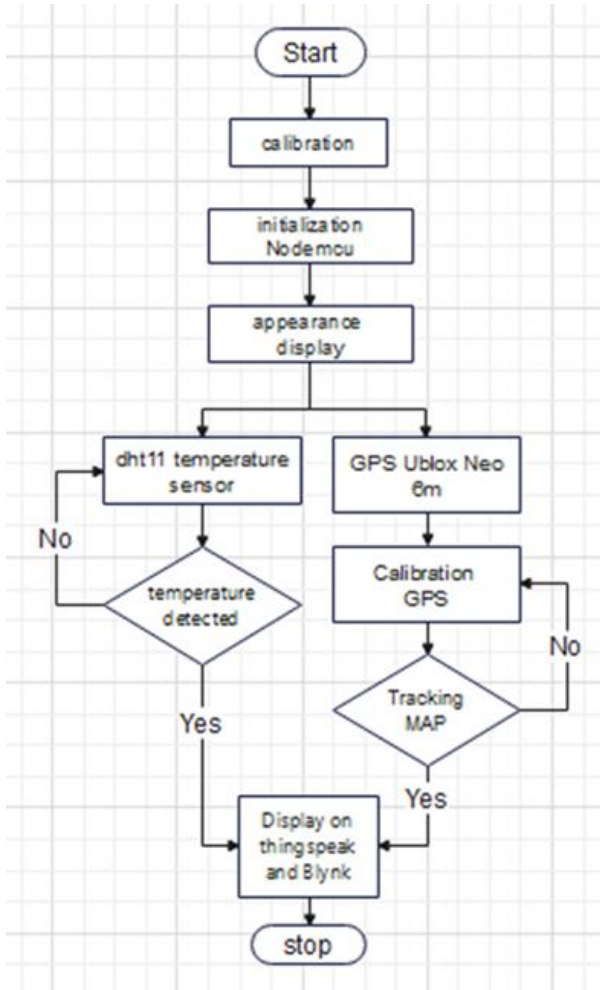 Start
calibration
initialization
Nodemcu
appearance
display
dht11 temperature
sensor
GPS Ublox Neo
6m
No
temperature
detected
Calibration
GPS
No
Tracking
MAP
Yes
Yes
Display on
thingspeak
and Blynk
stop